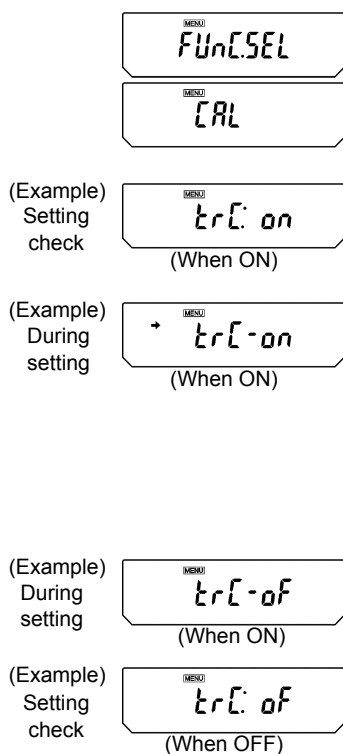 MENU
FUnC.SEL
MENU
CAL
(Example)
Setting
check
MENU
trC: on
(When ON)
(Example)
During
setting
→
MENU
trC-on
(When ON)
(Example)
During
setting
MENU
trC-oF
(When ON)
(Example)
Setting
check
MENU
trC: oF
(When OFF)